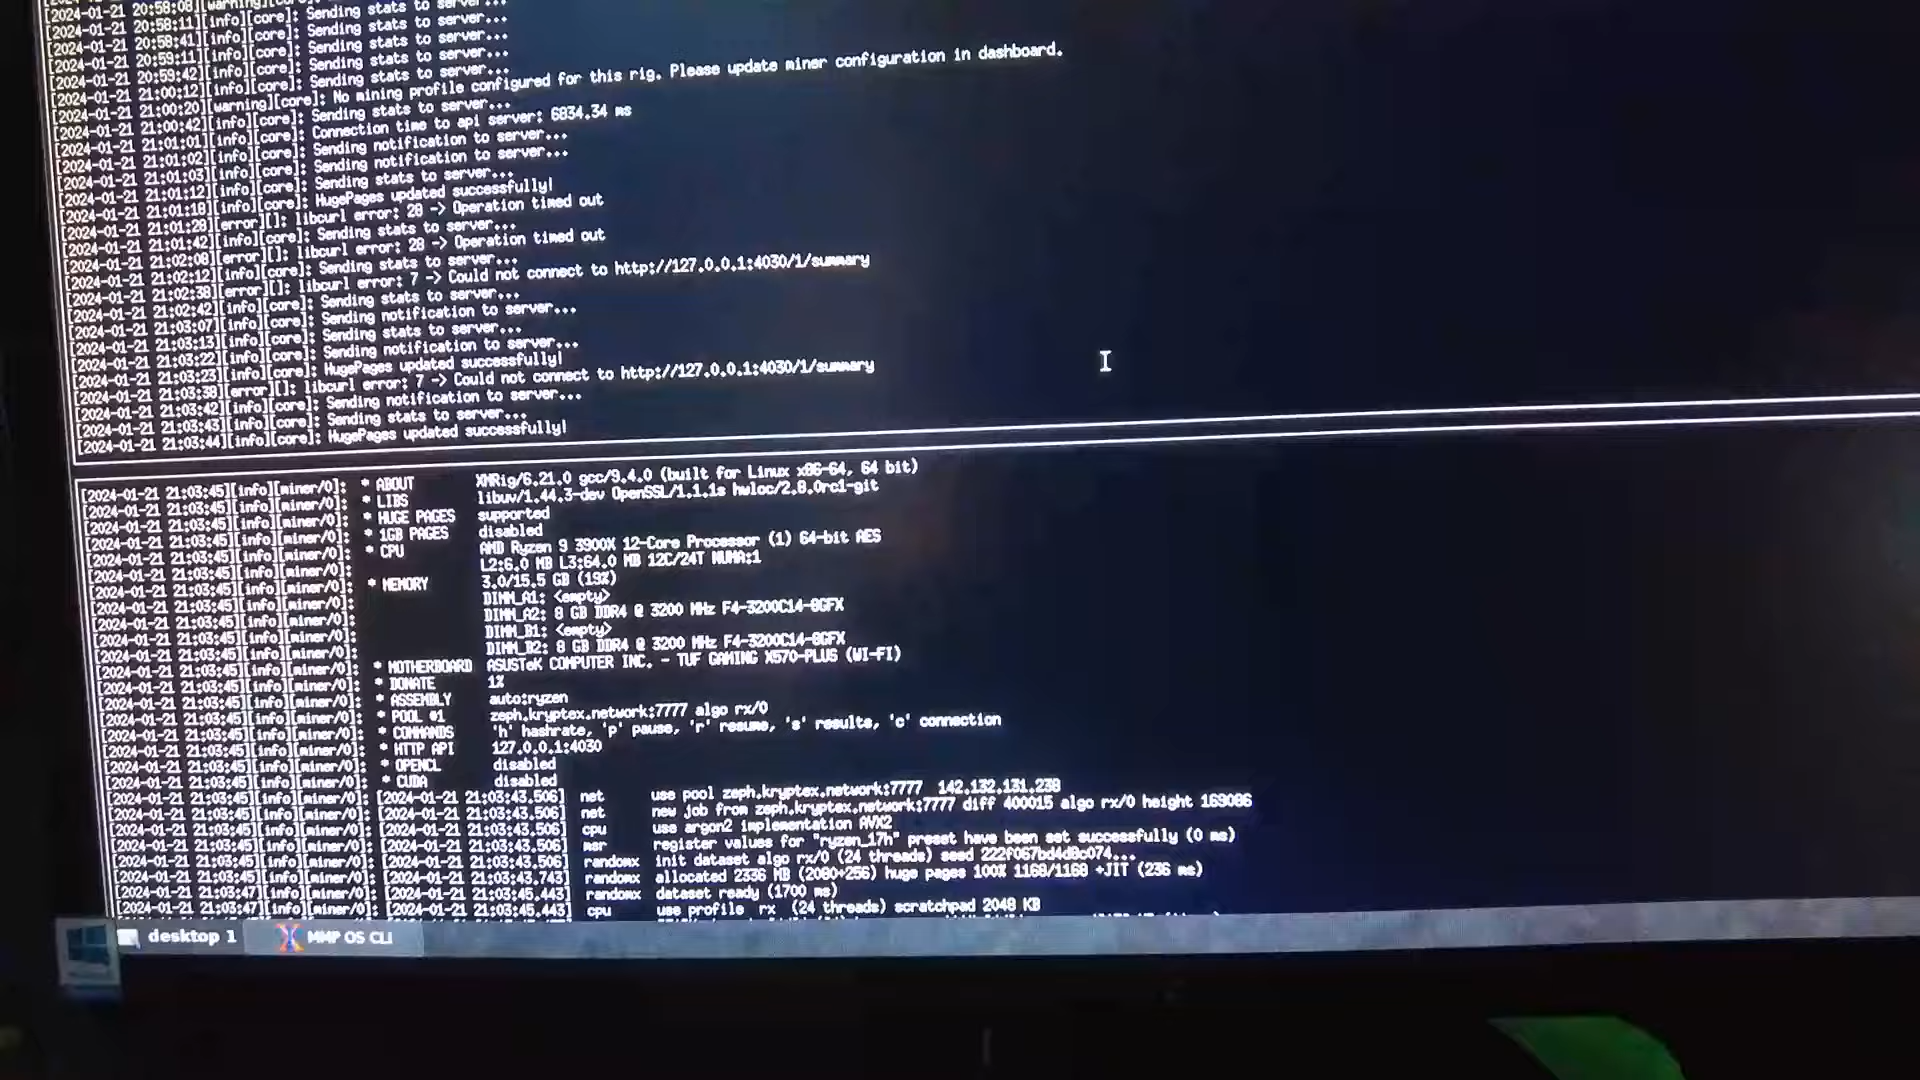 [2024-01-21 20:58:08][warning][core]:
[2024-01-21 20:58:11][info][core]: Sending stats to server...
[2024-01-21 20:58:41][info][core]: Sending stats to server...
[2024-01-21 20:59:11][info][core]: Sending stats to server...
[2024-01-21 20:59:42][info][core]: Sending stats to server...
[2024-01-21 21:00:12][info][core]: Sending stats to server...
[2024-01-21 21:00:20][warning][core]: No mining profile configured for this rig. Please update miner configuration in dashboard.
[2024-01-21 21:00:42][info][core]: Sending stats to server...
[2024-01-21 21:01:01][info][core]: Connection time to api server: 6834.34 ms
[2024-01-21 21:01:02][info][core]: Sending notification to server...
[2024-01-21 21:01:03][info][core]: Sending notification to server...
[2024-01-21 21:01:12][info][core]: Sending stats to server...
[2024-01-21 21:01:18][info][core]: HugePages updated successfully!
[2024-01-21 21:01:28][error][]: libcurl error: 28 -> Operation timed out
[2024-01-21 21:01:42][info][core]: Sending stats to server...
[2024-01-21 21:02:08][error][]: libcurl error: 28 -> Operation timed out
[2024-01-21 21:02:12][info][core]: Sending stats to server...
[2024-01-21 21:02:38][error][]: libcurl error: 7 -> Could not connect to http://127.0.0.1:4030/1/summary
[2024-01-21 21:02:42][info][core]: Sending stats to server...
[2024-01-21 21:03:07][info][core]: Sending notification to server...
[2024-01-21 21:03:13][info][core]: Sending stats to server...
[2024-01-21 21:03:22][info][core]: Sending notification to server...
[2024-01-21 21:03:23][info][core]: HugePages updated successfully!
[2024-01-21 21:03:38][error][]: libcurl error: 7 -> Could not connect to http://127.0.0.1:4030/1/summary
[2024-01-21 21:03:42][info][core]: Sending notification to server...
[2024-01-21 21:03:43][info][core]: Sending stats to server...
[2024-01-21 21:03:44][info][core]: HugePages updated successfully!
[2024-01-21 21:03:45][info][miner/0]: * ABOUT XMRig/6.21.0 gcc/9.4.0 (built for Linux x86-64, 64 bit)
[2024-01-21 21:03:45][info][miner/0]: * LIBS libuv/1.44.3-dev OpenSSL/1.1.1s hwloc/2.8.0rc1-git
[2024-01-21 21:03:45][info][miner/0]: * HUGE PAGES supported
[2024-01-21 21:03:45][info][miner/0]: * 1GB PAGES disabled
[2024-01-21 21:03:45][info][miner/0]: * CPU AMD Ryzen 9 3900X 12-Core Processor (1) 64-bit AES
[2024-01-21 21:03:45][info][miner/0]: L2:6.0 MB L3:64.0 MB 12C/24T NUMA:1
[2024-01-21 21:03:45][info][miner/0]: * MEMORY 3.0/15.5 GB (19%)
[2024-01-21 21:03:45][info][miner/0]: DIMM_A1: <empty>
[2024-01-21 21:03:45][info][miner/0]: DIMM_A2: 8 GB DDR4 @ 3200 MHz F4-3200C14-8GFX
[2024-01-21 21:03:45][info][miner/0]: DIMM_B1: <empty>
[2024-01-21 21:03:45][info][miner/0]: DIMM_B2: 8 GB DDR4 @ 3200 MHz F4-3200C14-8GFX
[2024-01-21 21:03:45][info][miner/0]: * MOTHERBOARD ASUSTeK COMPUTER INC. - TUF GAMING X570-PLUS (WI-FI)
[2024-01-21 21:03:45][info][miner/0]: * DONATE 1%
[2024-01-21 21:03:45][info][miner/0]: * ASSEMBLY auto:ryzen
[2024-01-21 21:03:45][info][miner/0]: * POOL #1 zeph.kryptex.network:7777 algo rx/0
[2024-01-21 21:03:45][info][miner/0]: * COMMANDS 'h' hashrate, 'p' pause, 'r' resume, 's' results, 'c' connection
[2024-01-21 21:03:45][info][miner/0]: * HTTP API 127.0.0.1:4030
[2024-01-21 21:03:45][info][miner/0]: * OPENCL disabled
[2024-01-21 21:03:45][info][miner/0]: * CUDA disabled
[2024-01-21 21:03:45][info][miner/0]: [2024-01-21 21:03:43.506] net use pool zeph.kryptex.network:7777 142.132.131.238
[2024-01-21 21:03:45][info][miner/0]: [2024-01-21 21:03:43.506] net new job from zeph.kryptex.network:7777 diff 400015 algo rx/0 height 169086
[2024-01-21 21:03:45][info][miner/0]: [2024-01-21 21:03:43.506] cpu use argon2 implementation AVX2
[2024-01-21 21:03:45][info][miner/0]: [2024-01-21 21:03:43.506] msr register values for "ryzen_17h" preset have been set successfully (0 ms)
[2024-01-21 21:03:45][info][miner/0]: [2024-01-21 21:03:43.506] randomx init dataset algo rx/0 (24 threads) seed 222f067bd4d8c074...
[2024-01-21 21:03:45][info][miner/0]: [2024-01-21 21:03:43.743] randomx allocated 2336 MB (2080+256) huge pages 100% 1168/1168 +JIT (236 ms)
[2024-01-21 21:03:47][info][miner/0]: [2024-01-21 21:03:45.443] randomx dataset ready (1700 ms)
[2024-01-21 21:03:47][info][miner/0]: [2024-01-21 21:03:45.443] cpu use profile rx (24 threads) scratchpad 2048 KB
desktop 1
MMP OS CLI